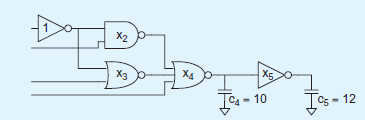 1
x2
x3
x4
x5
c4 = 10
c5 = 12